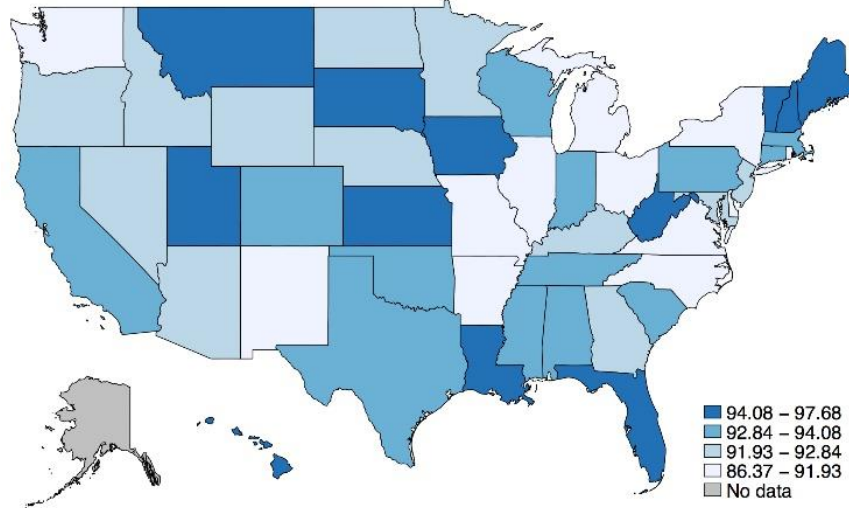 94.08 – 97.68
92.84 – 94.08
91.93 – 92.84
86.37 – 91.93
No data